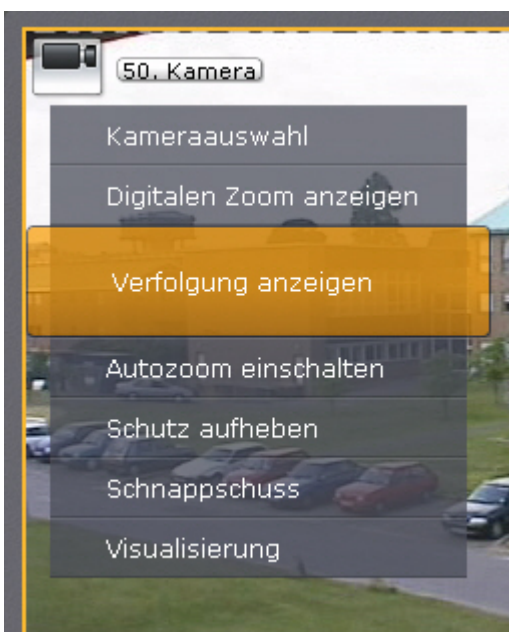 50. Kamera
Kameraauswahl
Digitalen Zoom anzeigen
Verfolgung anzeigen
Autozoom einschalten
Schutz aufheben
Schnappschuss
Visualisierung